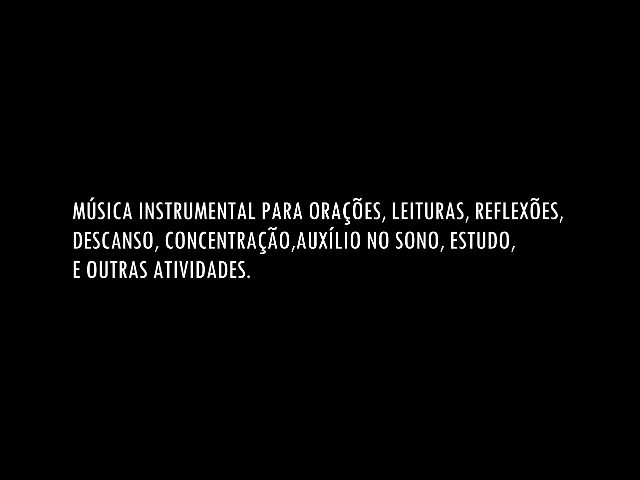 MÚSICA INSTRUMENTAL PARA ORAÇÕES, LEITURAS, REFLEXÕES,
DESCANSO, CONCENTRAÇÃO,AUXÍLIO NO SONO, ESTUDO,
E OUTRAS ATIVIDADES.